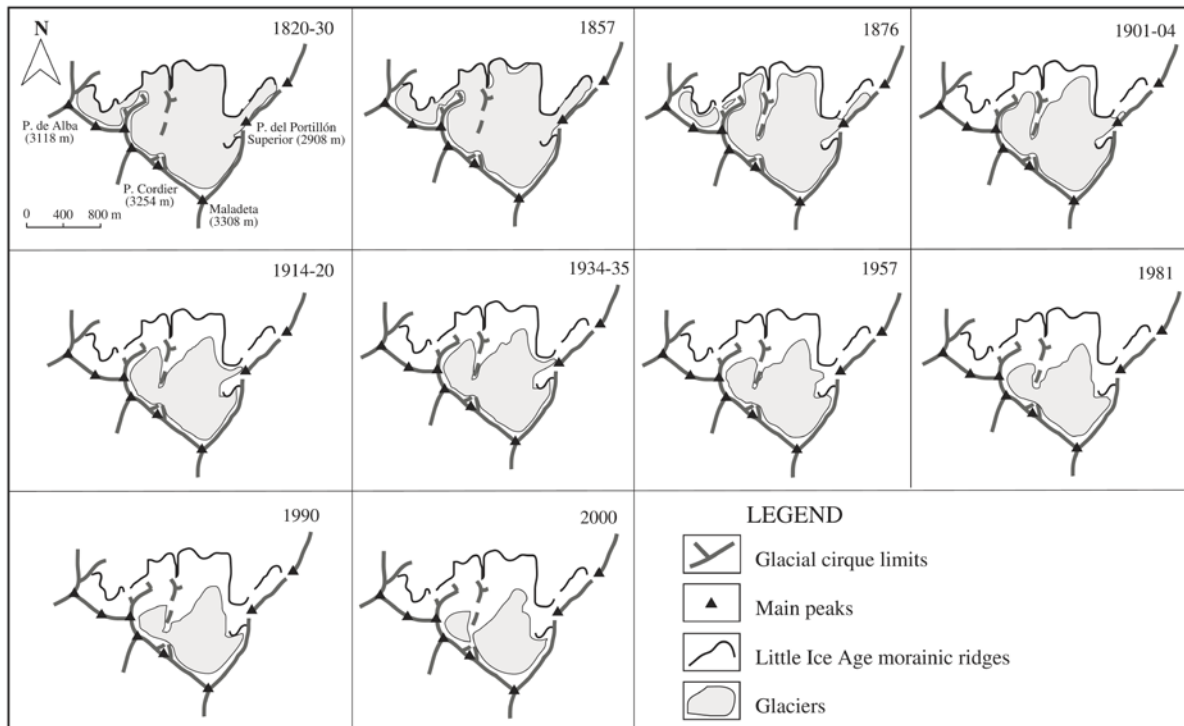 N
1820-30
P. de Alba
(3118 m)
P. del Portillón
Superior (2908 m)
P. Cordier
(3254 m)
Maladeta
(3308 m)
0 400 800 m
1857
1876
1901-04
1914-20
1934-35
1957
1981
1990
2000
LEGEND
Glacial cirque limits
Main peaks
Little Ice Age morainic ridges
Glaciers